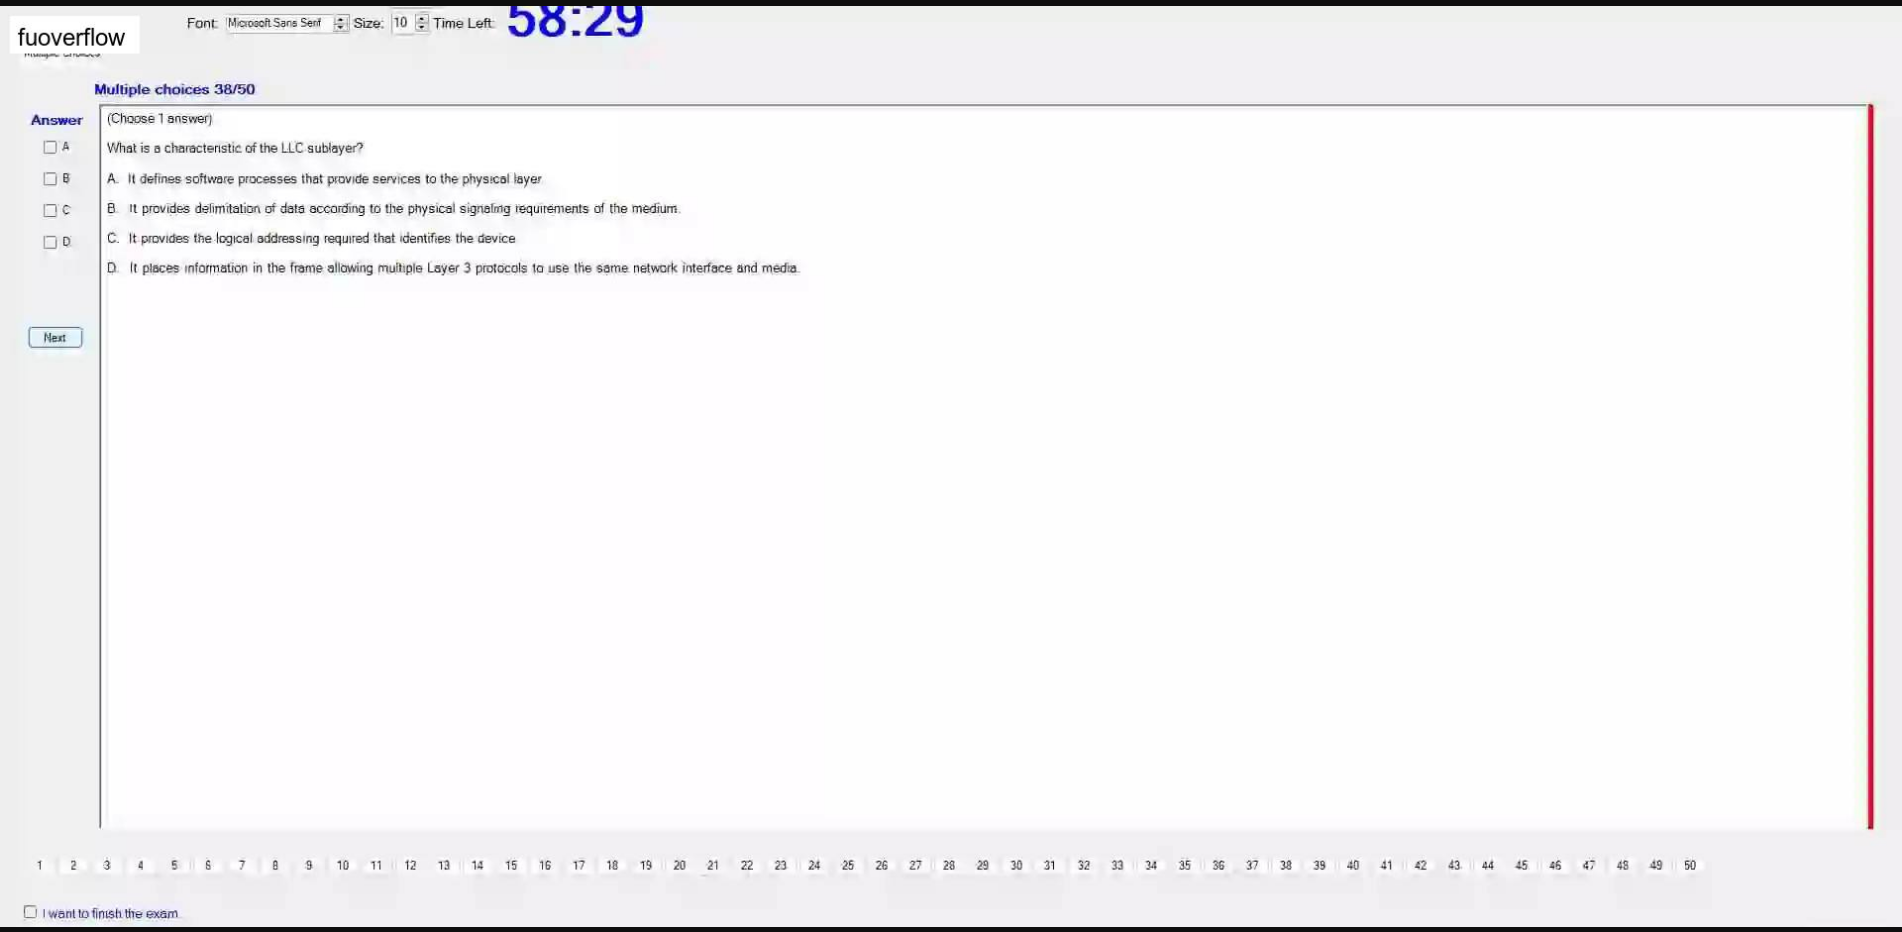 Font: Microsoft Sans Serif Size: 10 Time Left: 58:29
fuoverflow
Multiple choices
Multiple choices 38/50
Answer
(Choose 1 answer)
A
What is a characteristic of the LLC sublayer?
B
A. It defines software processes that provide services to the physical layer.
C
B. It provides delimitation of data according to the physical signaling requirements of the medium.
D
C. It provides the logical addressing required that identifies the device
D. It places information in the frame allowing multiple Layer 3 protocols to use the same network interface and media.
Next
1 2 3 4 5 6 7 8 9 10 11 12 13 14 15 16 17 18 19 20 21 22 23 24 25 26 27 28 29 30 31 32 33 34 35 36 37 38 39 40 41 42 43 44 45 46 47 48 49 50
I want to finish the exam.